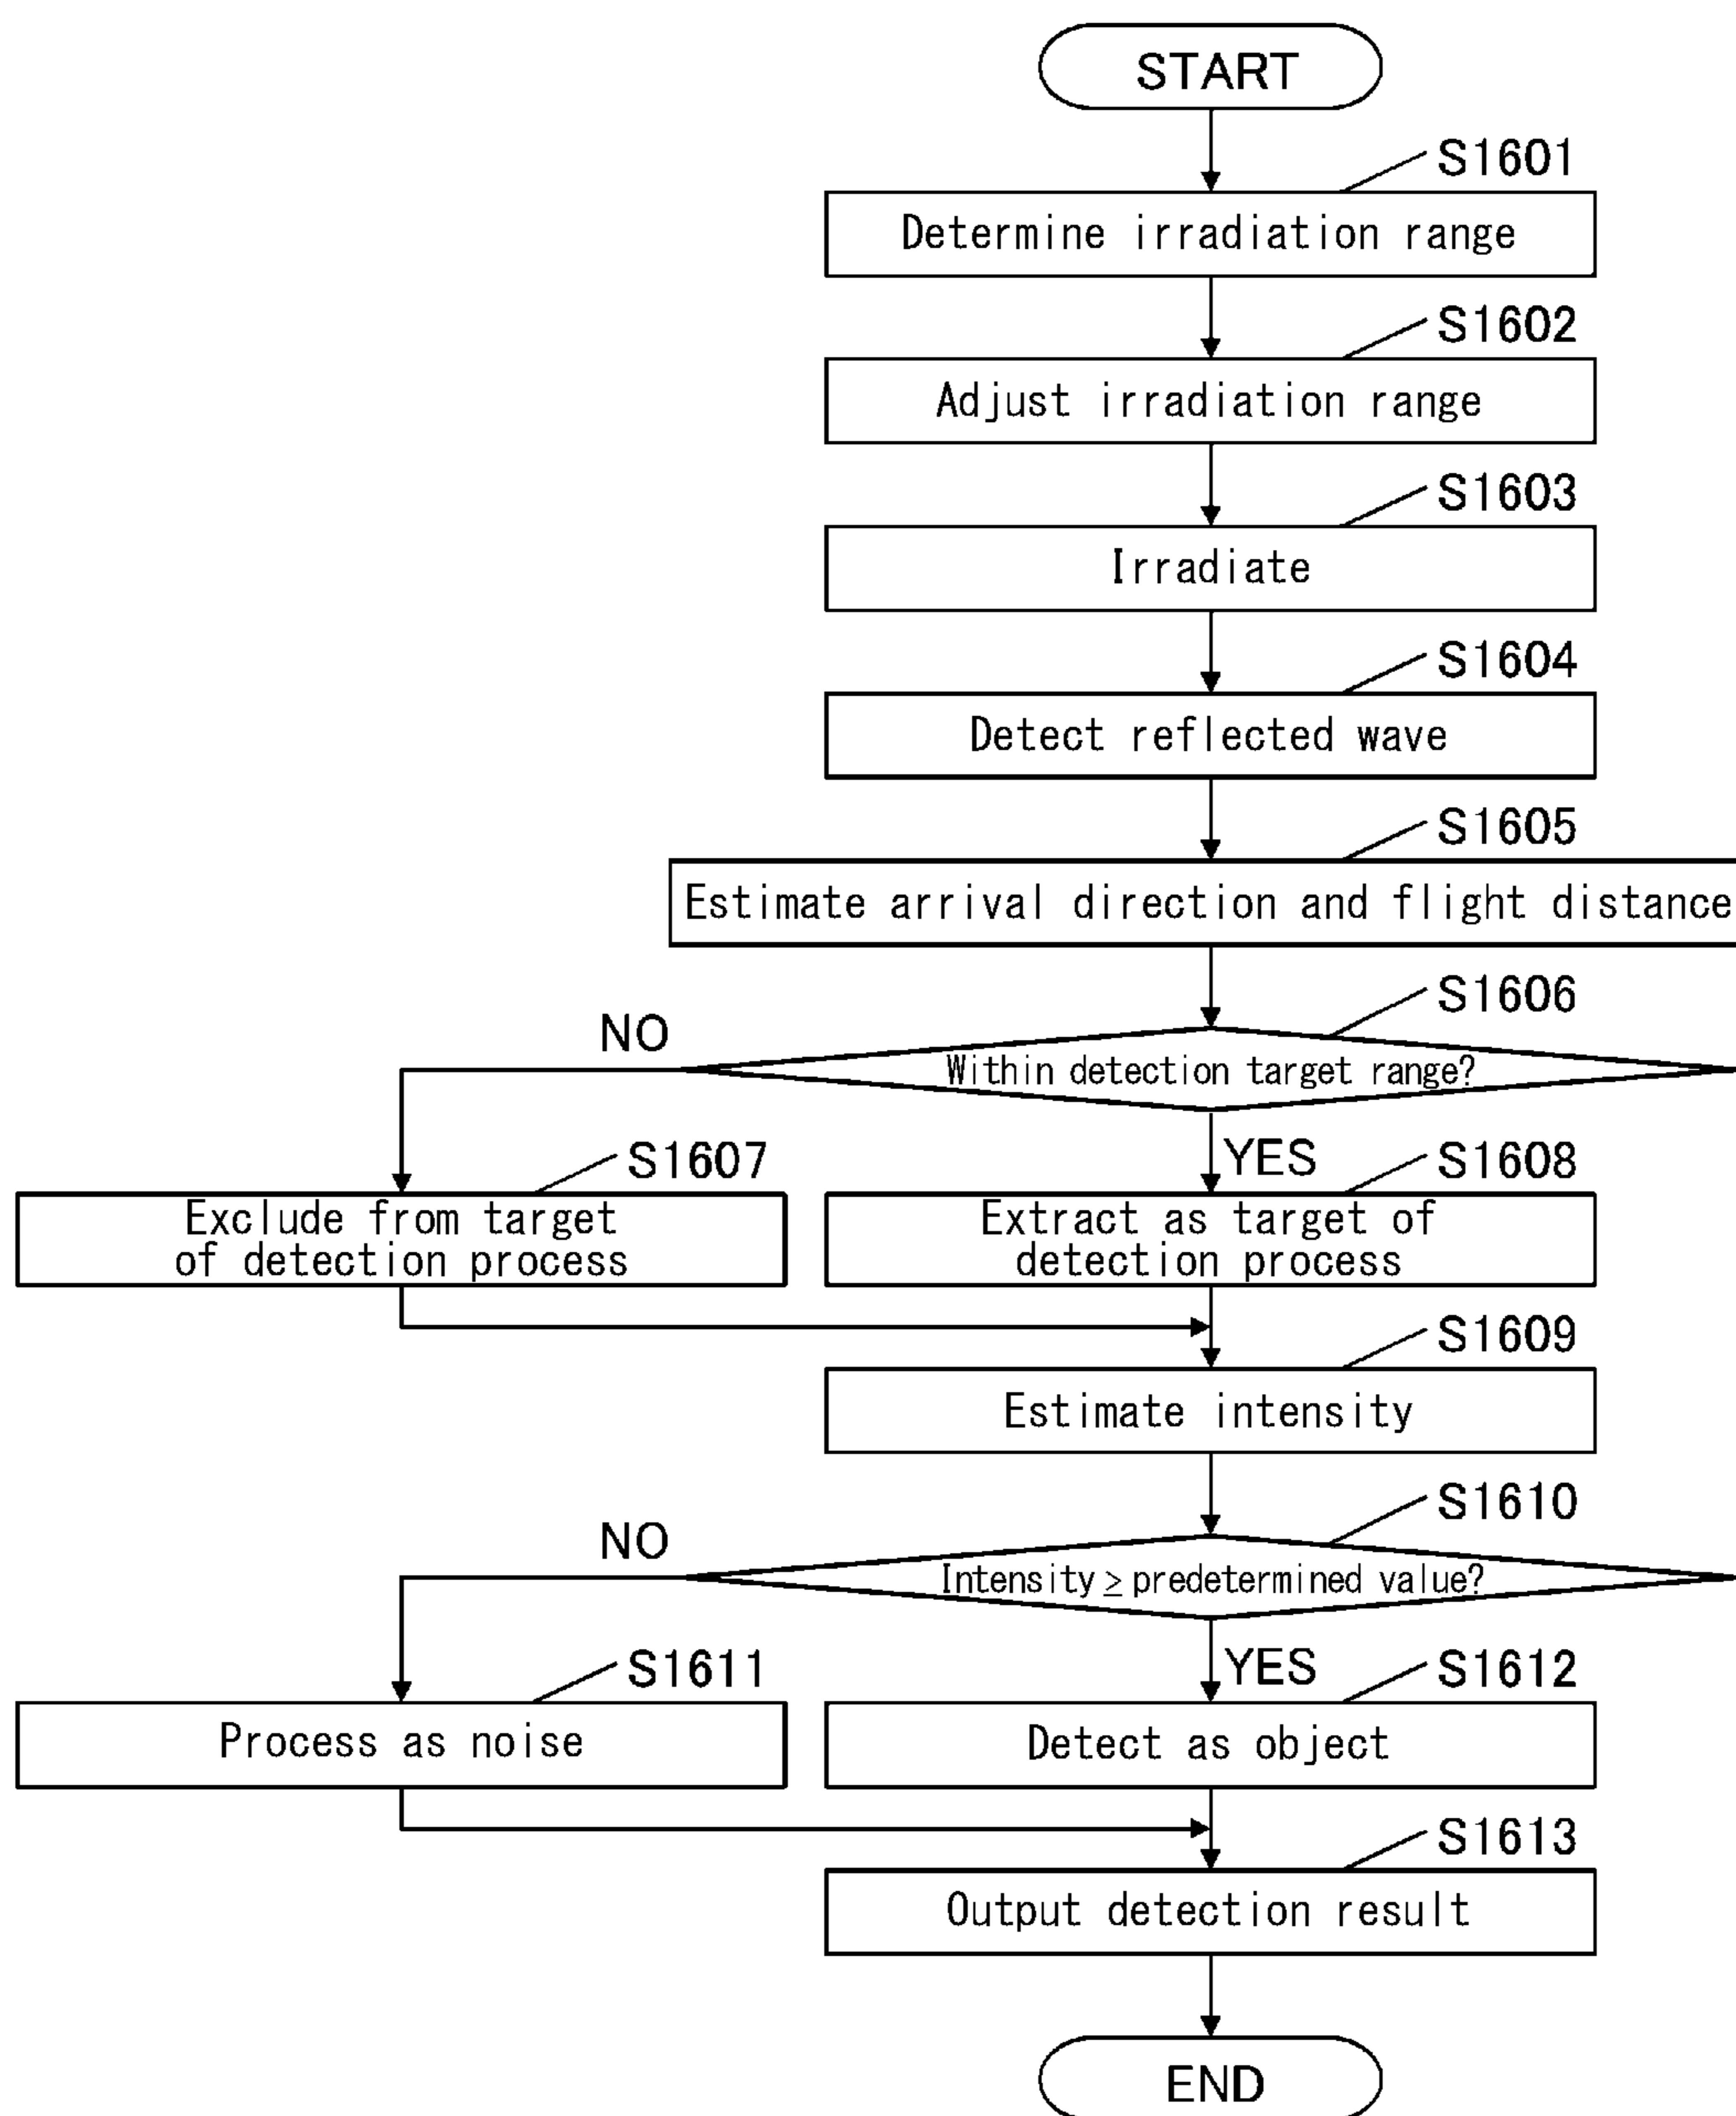 START
S1601
Determine irradiation range
S1602
Adjust irradiation range
S1603
Irradiate
S1604
Detect reflected wave
S1605
Estimate arrival direction and flight distance
S1606
NO
Within detection target range?
YES
S1607
Exclude from target
of detection process
S1608
Extract as target of
detection process
S1609
Estimate intensity
S1610
NO
Intensity ≥ predetermined value?
YES
S1611
Process as noise
S1612
Detect as object
S1613
Output detection result
END